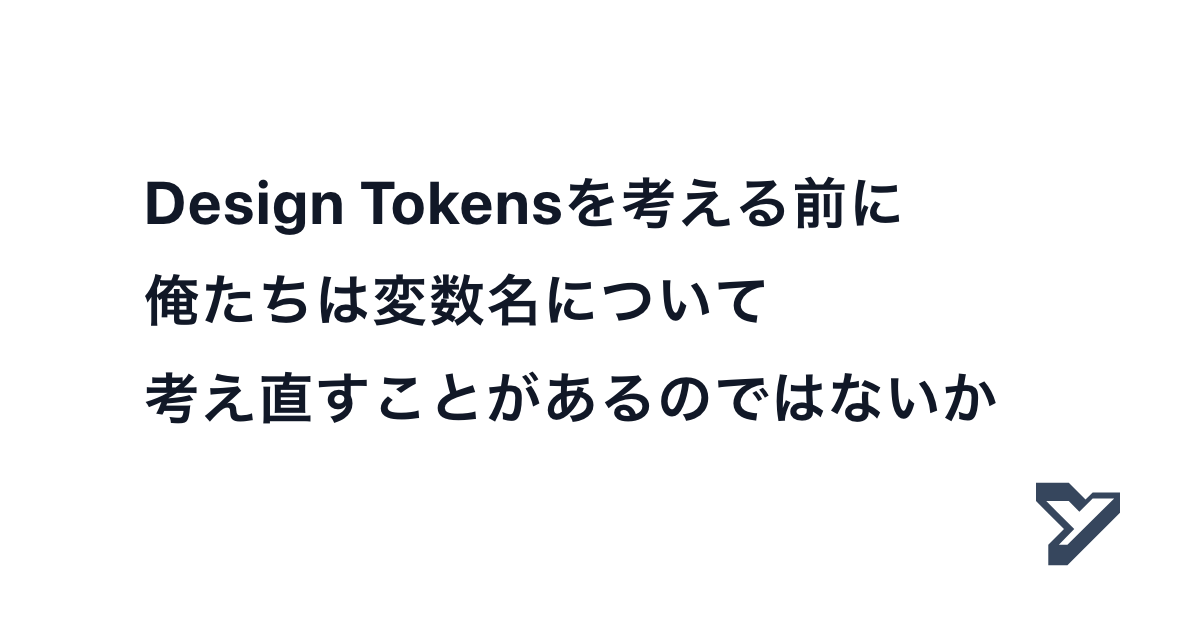 Design Tokensを考える前に
俺たちは変数名について
考え直すことがあるのではないか